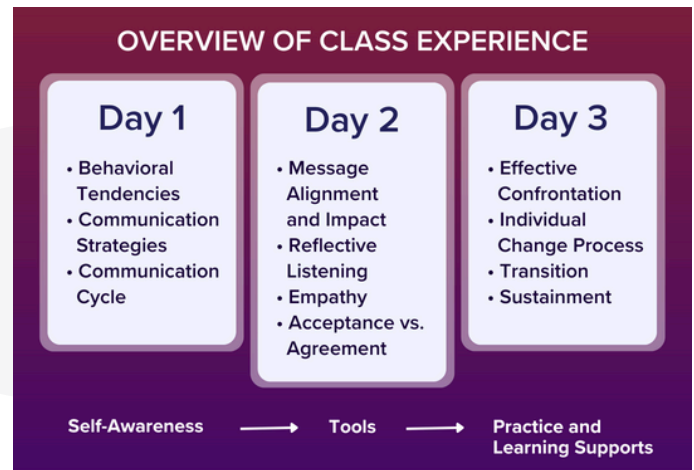 OVERVIEW OF CLASS EXPERIENCE
Day 1
• Behavioral
Tendencies
• Communication
Strategies
• Communication
Cycle
Day 2
• Message
Alignment
and Impact
• Reflective
Listening
• Empathy
• Acceptance vs.
Agreement
Day 3
• Effective
Confrontation
• Individual
Change Process
• Transition
• Sustainment
Self-Awareness
Tools
Practice and
Learning Supports